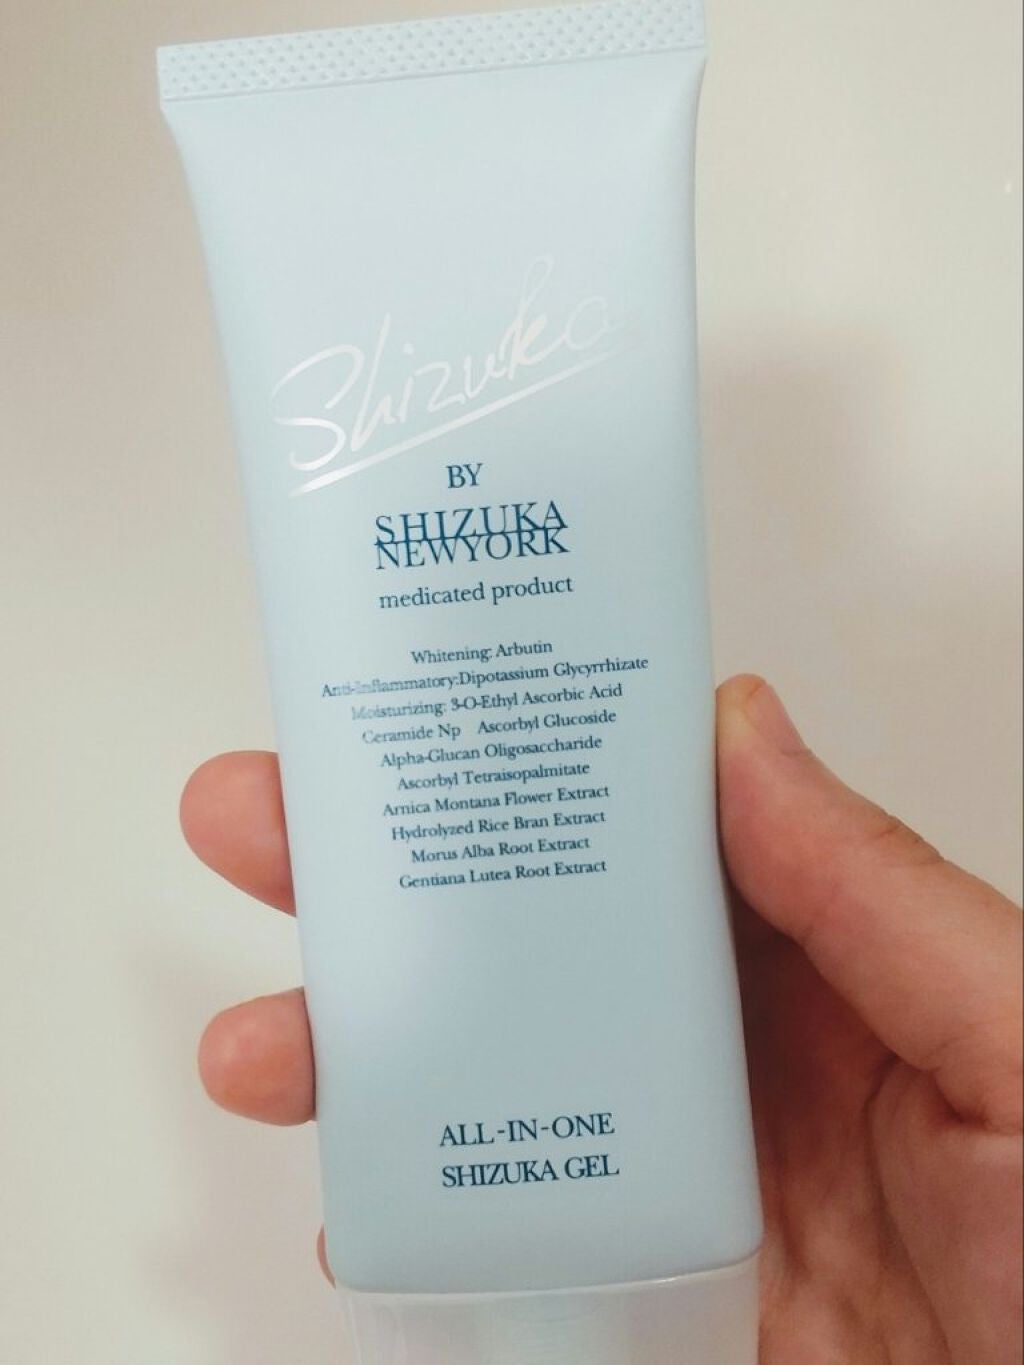 Shizuka
BY
SHIZUKA
NEWYORK
medicated product
Whitening: Arbutin
Anti-Inflammatory:Dipotassium Glycyrrhizate
Moisturizing: 3-O-Ethyl Ascorbic Acid
Ceramide Np Ascorbyl Glucoside
Alpha-Glucan Oligosaccharide
Ascorbyl Tetraisopalmitate
Arnica Montana Flower Extract
Hydrolyzed Rice Bran Extract
Morus Alba Root Extract
Gentiana Lutea Root Extract
ALL-IN-ONE
SHIZUKA GEL